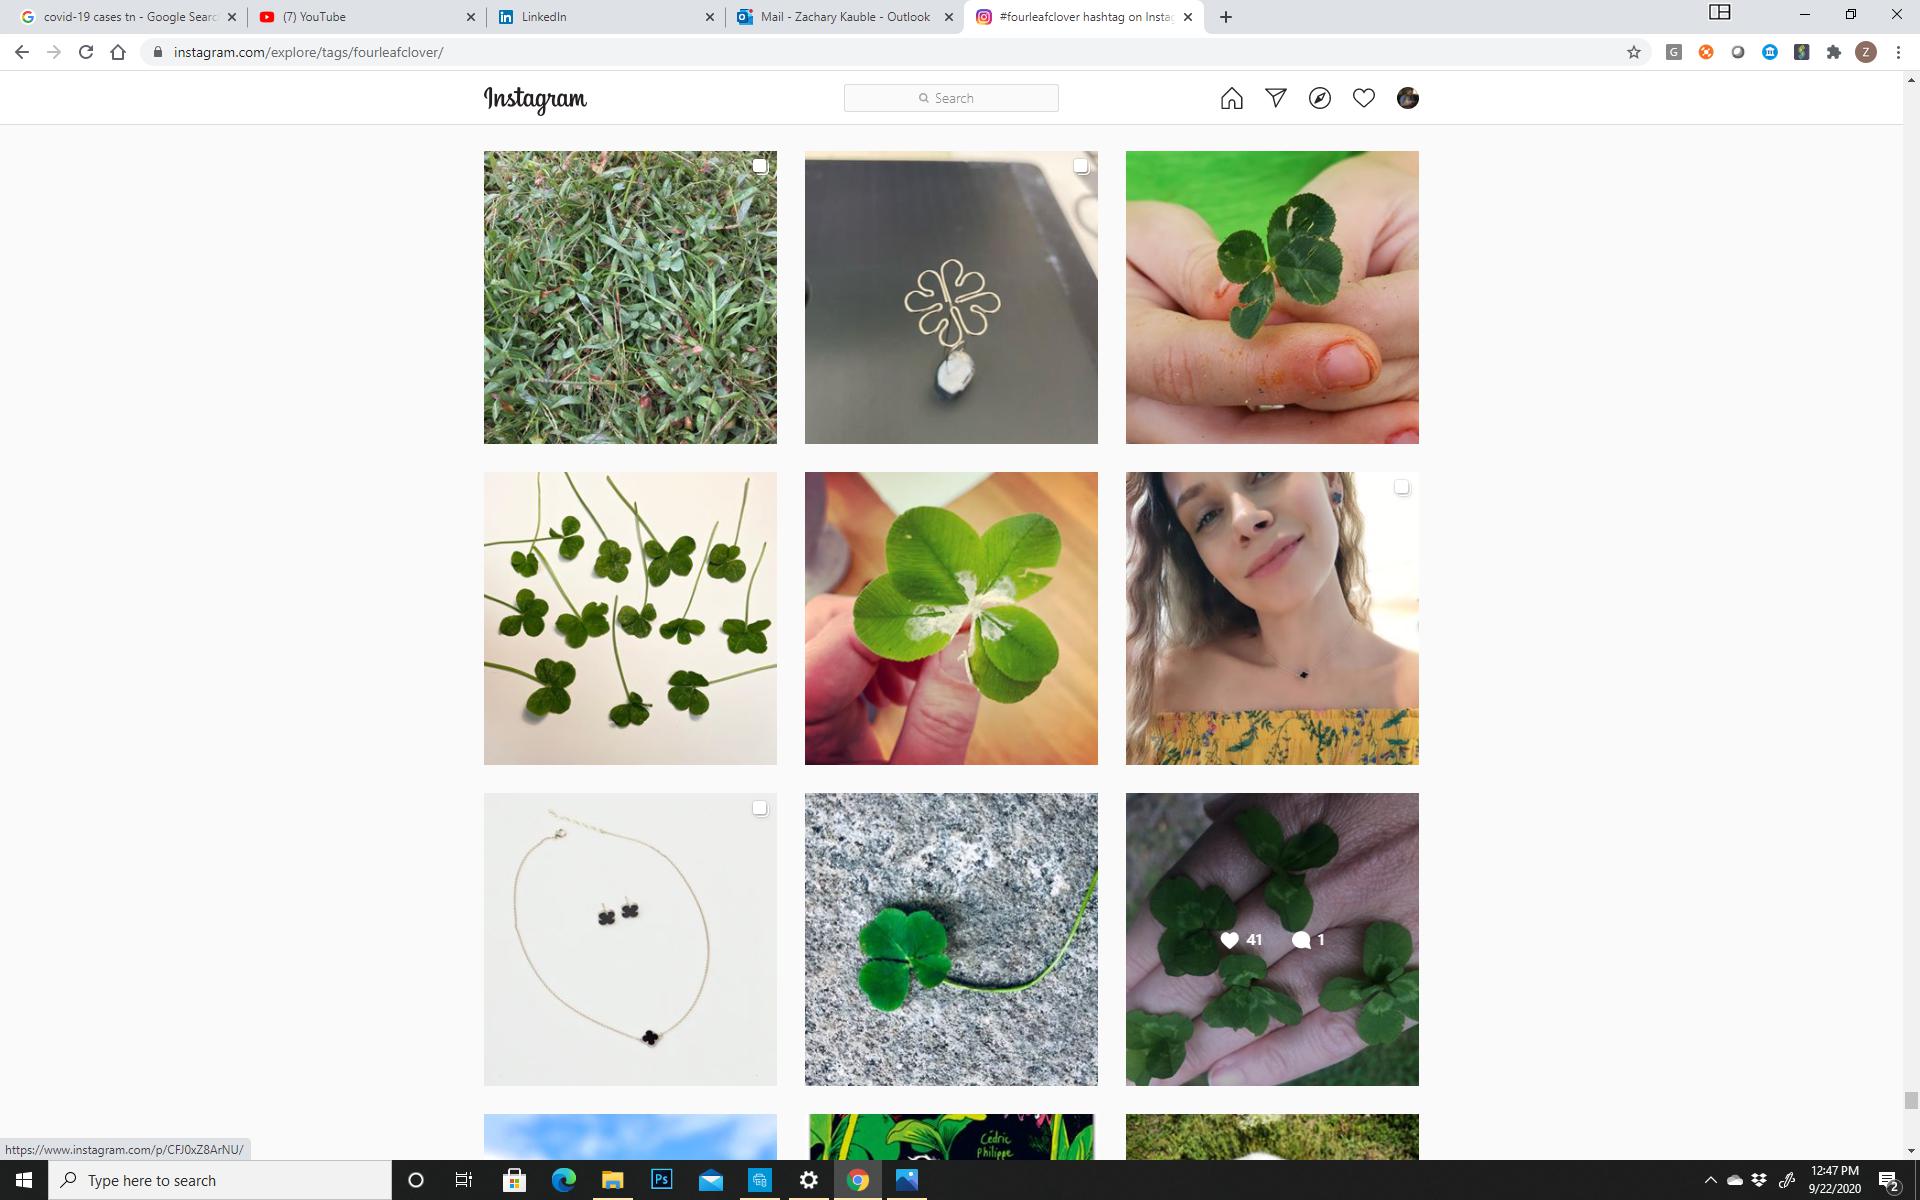 covid-19 cases tn - Google Searc
(7) YouTube
LinkedIn
Mail - Zachary Kauble - Outlook
#fourleafclover hashtag on Insta
instagram.com/explore/tags/fourleafclover/
G
Z
Instagram
Search
41
1
Cédric
Philippe
https://www.instagram.com/p/CFJ0xZ8ArNU/
Type here to search
Ps
12:47 PM
9/22/2020
2